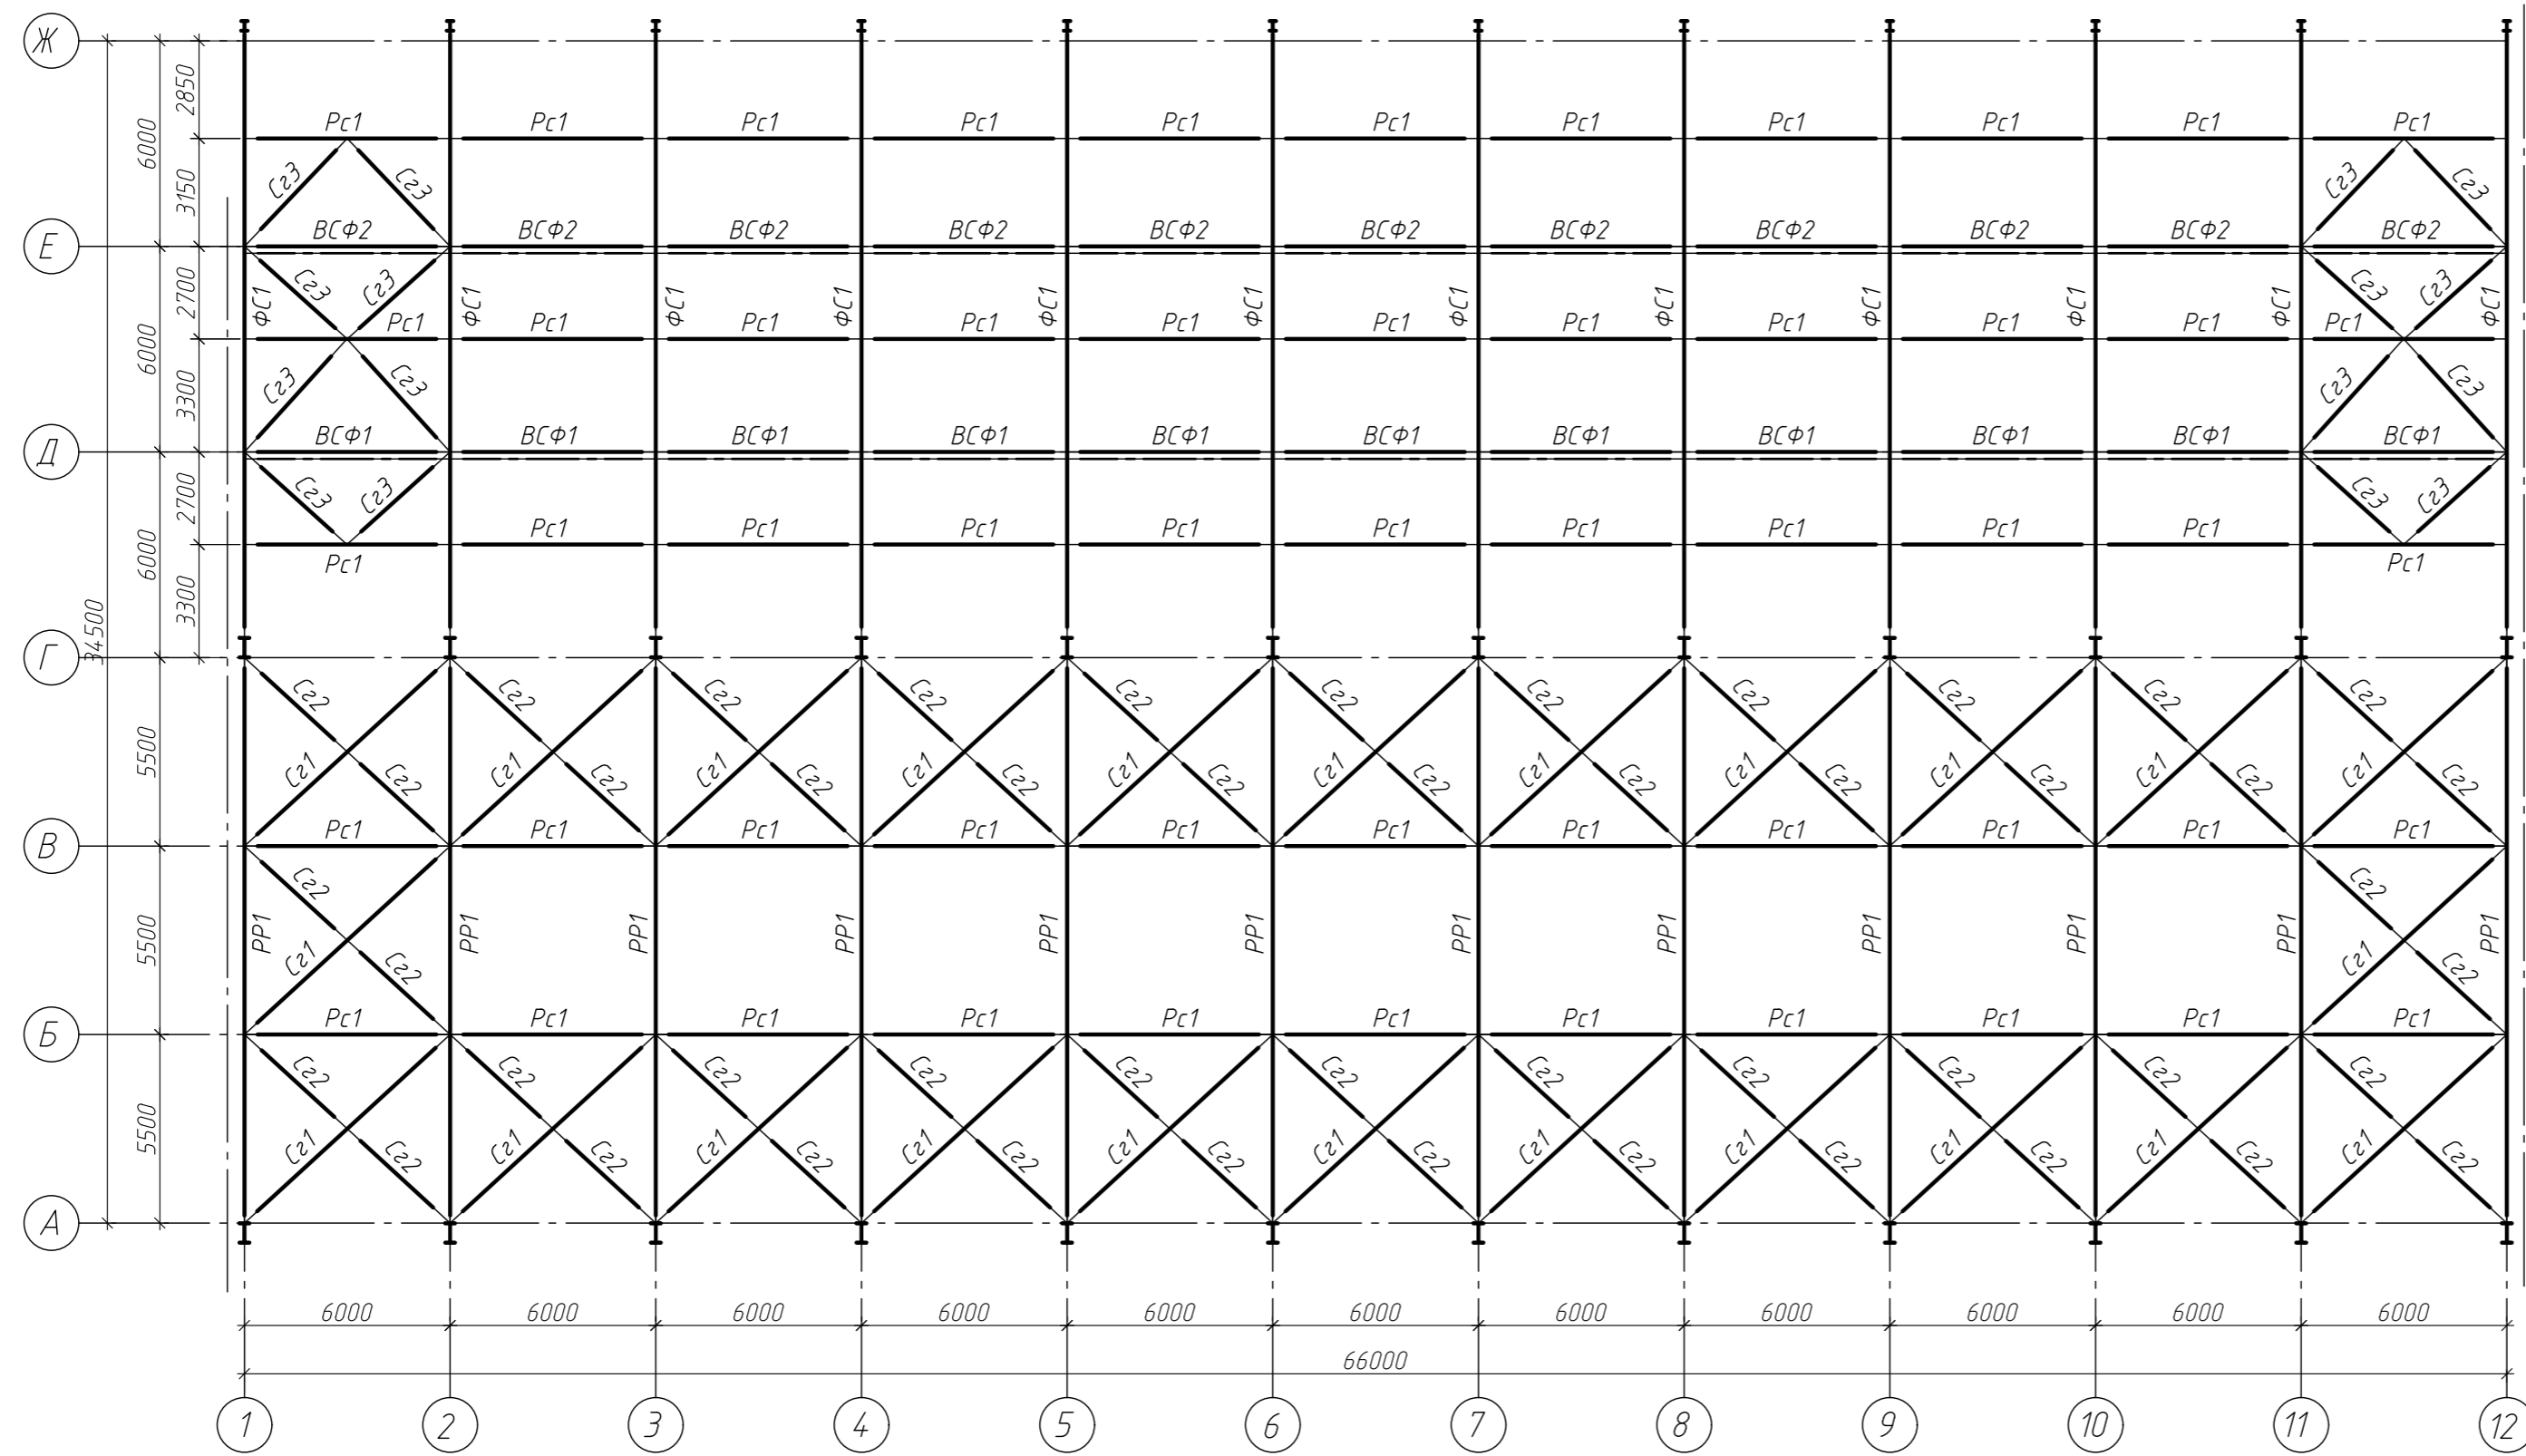 Ж
2850
Рс1 Рс1 Рс1 Рс1 Рс1 Рс1 Рс1 Рс1 Рс1 Рс1 Рс1
6000
3150
Сг3 Сг3 Сг3 Сг3
Е
ВСФ2 ВСФ2 ВСФ2 ВСФ2 ВСФ2 ВСФ2 ВСФ2 ВСФ2 ВСФ2 ВСФ2 ВСФ2
2700
Сг3 Сг3 Сг3 Сг3
ФС1 ФС1 ФС1 ФС1 ФС1 ФС1 ФС1 ФС1 ФС1 ФС1 ФС1 ФС1
Рс1 Рс1 Рс1 Рс1 Рс1 Рс1 Рс1 Рс1 Рс1 Рс1 Рс1
6000
3300
Сг3 Сг3 Сг3 Сг3
Д
ВСФ1 ВСФ1 ВСФ1 ВСФ1 ВСФ1 ВСФ1 ВСФ1 ВСФ1 ВСФ1 ВСФ1 ВСФ1
2700
Сг3 Сг3 Сг3 Сг3
6000
Рс1 Рс1 Рс1 Рс1 Рс1 Рс1 Рс1 Рс1 Рс1
Рс1 Рс1
3300
34500
Г
Сг2 Сг2 Сг2 Сг2 Сг2 Сг2 Сг2 Сг2 Сг2 Сг2 Сг2
5500
Сг1 Сг2 Сг1 Сг2 Сг1 Сг2 Сг1 Сг2 Сг1 Сг2 Сг1 Сг2 Сг1 Сг2 Сг1 Сг2 Сг1 Сг2 Сг1 Сг2 Сг1 Сг2
В
Рс1 Рс1 Рс1 Рс1 Рс1 Рс1 Рс1 Рс1 Рс1 Рс1 Рс1
Сг2 Сг2
5500
РР1 РР1 РР1 РР1 РР1 РР1 РР1 РР1 РР1 РР1 РР1 РР1
Сг1 Сг2 Сг1 Сг2
Б
Рс1 Рс1 Рс1 Рс1 Рс1 Рс1 Рс1 Рс1 Рс1 Рс1 Рс1
Сг2 Сг2 Сг2 Сг2 Сг2 Сг2 Сг2 Сг2 Сг2 Сг2 Сг2
5500
Сг1 Сг2 Сг1 Сг2 Сг1 Сг2 Сг1 Сг2 Сг1 Сг2 Сг1 Сг2 Сг1 Сг2 Сг1 Сг2 Сг1 Сг2 Сг1 Сг2 Сг1 Сг2
А
6000 6000 6000 6000 6000 6000 6000 6000 6000 6000 6000
66000
1 2 3 4 5 6 7 8 9 10 11 12